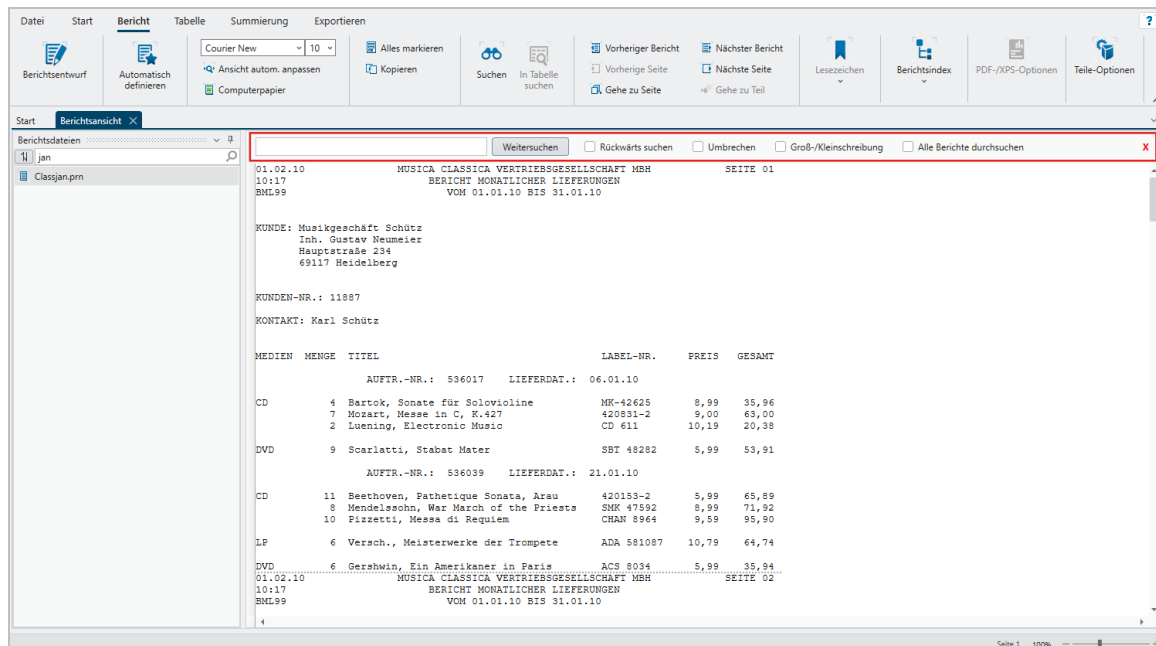 Datei Start Bericht Tabelle Summierung Exportieren ?
Berichtsentwurf
Automatisch definieren
Courier New 10
Ansicht autom. anpassen
Computerpapier
Alles markieren
Kopieren
Suchen
In Tabelle suchen
Vorheriger Bericht
Vorherige Seite
Gehe zu Seite
Nächster Bericht
Nächste Seite
Gehe zu Teil
Lesezeichen
Berichtsindex
PDF-/XPS-Optionen
Teile-Optionen
Start Berichtsansicht
Berichtsdateien
jan
Classjan.prn
Weitersuchen Rückwärts suchen Umbrechen Groß-/Kleinschreibung Alle Berichte durchsuchen X
01.02.10 MUSICA CLASSICA VERTRIEBSGESELLSCHAFT MBH SEITE 01
10:17 BERICHT MONATLICHER LIEFERUNGEN
BML99 VOM 01.01.10 BIS 31.01.10
KUNDE: Musikgeschäft Schütz
Inh. Gustav Neumeier
Hauptstraße 234
69117 Heidelberg
KUNDEN-NR.: 11887
KONTAKT: Karl Schütz
MEDIEN MENGE TITEL LABEL-NR. PREIS GESAMT
AUFTR.-NR.: 536017 LIEFERDAT.: 06.01.10
CD 4 Bartok, Sonate für Solovioline MK-42625 8,99 35,96
7 Mozart, Messe in C, K.427 420831-2 9,00 63,00
2 Luening, Electronic Music CD 611 10,19 20,38
DVD 9 Scarlatti, Stabat Mater SBT 48282 5,99 53,91
AUFTR.-NR.: 536039 LIEFERDAT.: 21.01.10
CD 11 Beethoven, Pathetique Sonata, Arau 420153-2 5,99 65,89
8 Mendelssohn, War March of the Priests SMK 47592 8,99 71,92
10 Pizzetti, Messa di Requiem CHAN 8964 9,59 95,90
LP 6 Versch., Meisterwerke der Trompete ADA 581087 10,79 64,74
DVD 6 Gershwin, Ein Amerikaner in Paris ACS 8034 5,99 35,94
01.02.10 MUSICA CLASSICA VERTRIEBSGESELLSCHAFT MBH SEITE 02
10:17 BERICHT MONATLICHER LIEFERUNGEN
BML99 VOM 01.01.10 BIS 31.01.10
Seite 1 100%